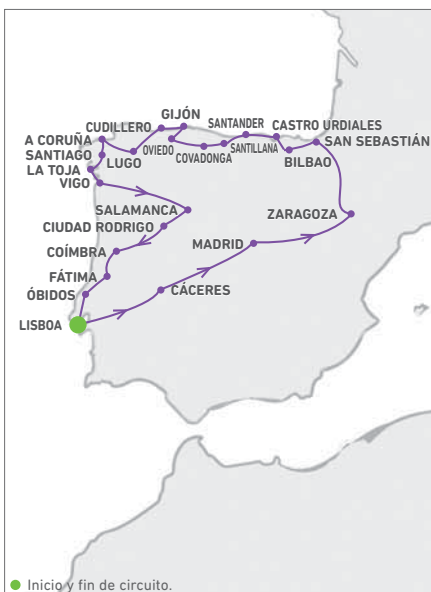 GIJÓN
CUDILLERO
SANTANDER
CASTRO URDIALES
A CORUÑA
OVIEDO
SANTILLANA
SAN SEBASTIÁN
SANTIAGO
LUGO
COVADONGA
BILBAO
LA TOJA
VIGO
SALAMANCA
ZARAGOZA
CIUDAD RODRIGO
MADRID
COÍMBRA
FÁTIMA
CÁCERES
ÓBIDOS
LISBOA
Inicio y fin de circuito.